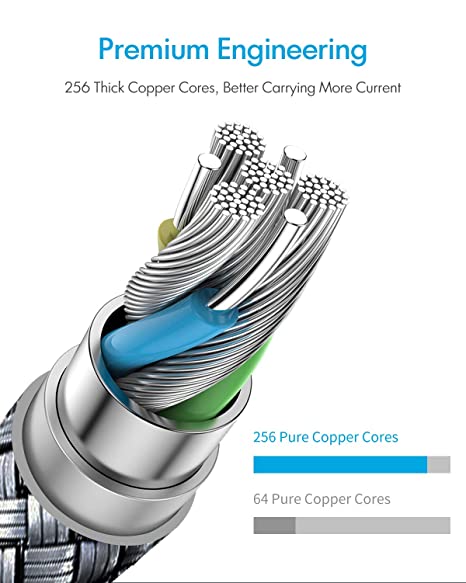 Premium Engineering
256 Thick Copper Cores, Better Carrying More Current
256 Pure Copper Cores
64 Pure Copper Cores